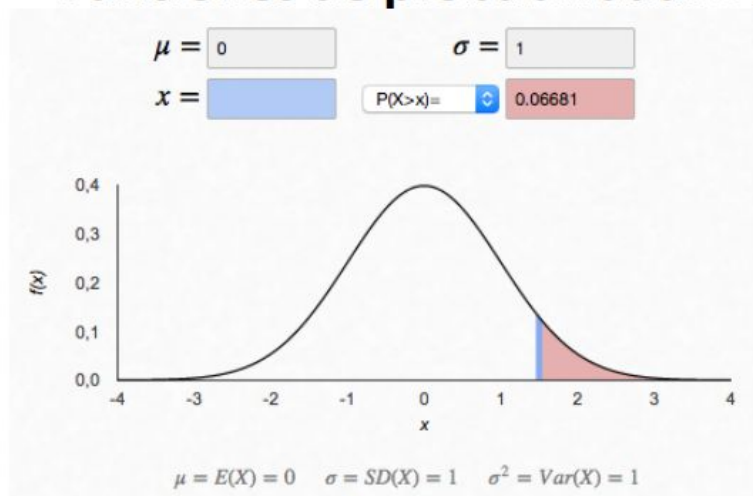 μ = 0 σ = 1
x = P(X>x)= 0.06681
0,4
0,3
0,2
0,1
0,0
f(x)
-4 -3 -2 -1 0 1 2 3 4
x
μ = E(X) = 0 σ = SD(X) = 1 σ² = Var(X) = 1